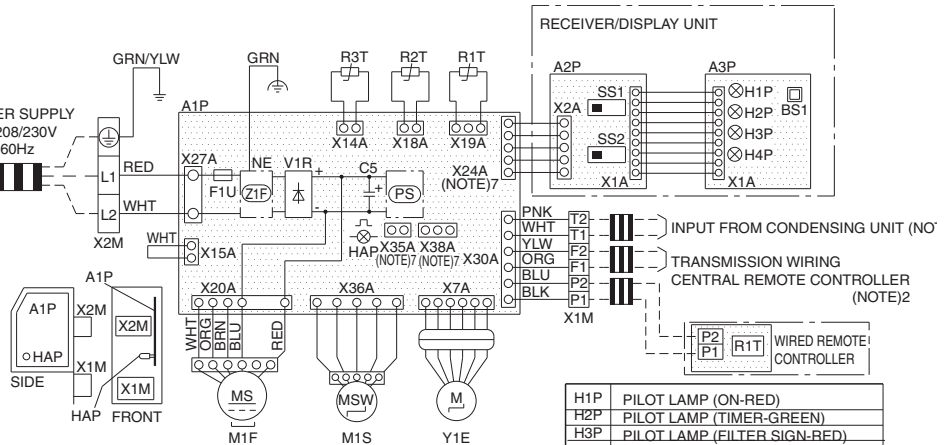 RECEIVER/DISPLAY UNIT
GRN/YLW
GRN
R3T
R2T
R1T
A2P
A3P
SS1
H1P
BS1
H2P
X2A
H3P
SS2
H4P
X1A
X1A
ER SUPPLY
208/230V
60Hz
A1P
X14A
X18A
X19A
X27A
L1
RED
NE
V1R
+
C5
X24A
(NOTE)7
F1U
Z1F
+
PS
L2
WHT
-
X2M
WHT
X15A
HAP
X35A
(NOTE)7
X38A
(NOTE)7
X30A
PNK
T2
WHT
T1
INPUT FROM CONDENSING UNIT (NOT
YLW
F2
ORG
F1
TRANSMISSION WIRING
CENTRAL REMOTE CONTROLLER
(NOTE)2
BLU
P2
BLK
P1
X1M
X20A
X36A
X7A
WHT
ORG
BRN
BLU
RED
A1P
A1P
X2M
X2M
HAP
X1M
X1M
SIDE
HAP
FRONT
MS
M1F
MSW
M1S
M
Y1E
P2
P1
R1T
WIRED REMOTE
CONTROLLER
H1P PILOT LAMP (ON-RED)
H2P PILOT LAMP (TIMER-GREEN)
H3P PILOT LAMP (FILTER SIGN-RED)